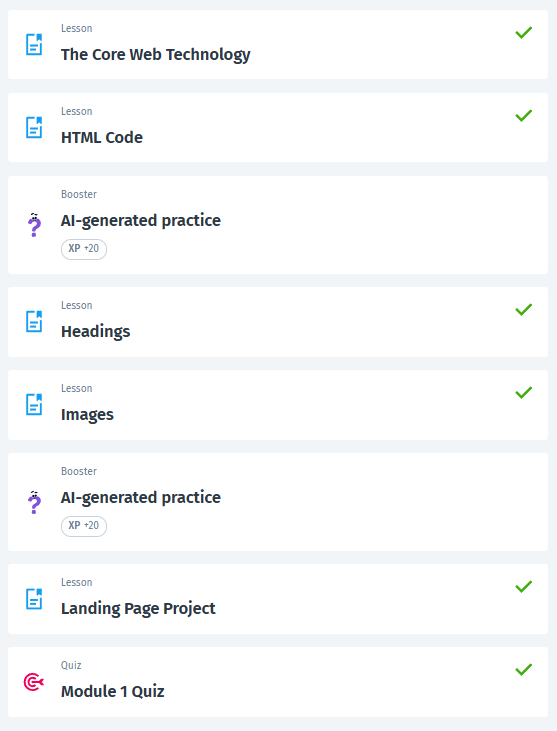 Lesson
The Core Web Technology
Lesson
HTML Code
Booster
AI-generated practice
XP +20
Lesson
Headings
Lesson
Images
Booster
AI-generated practice
XP +20
Lesson
Landing Page Project
Quiz
Module 1 Quiz